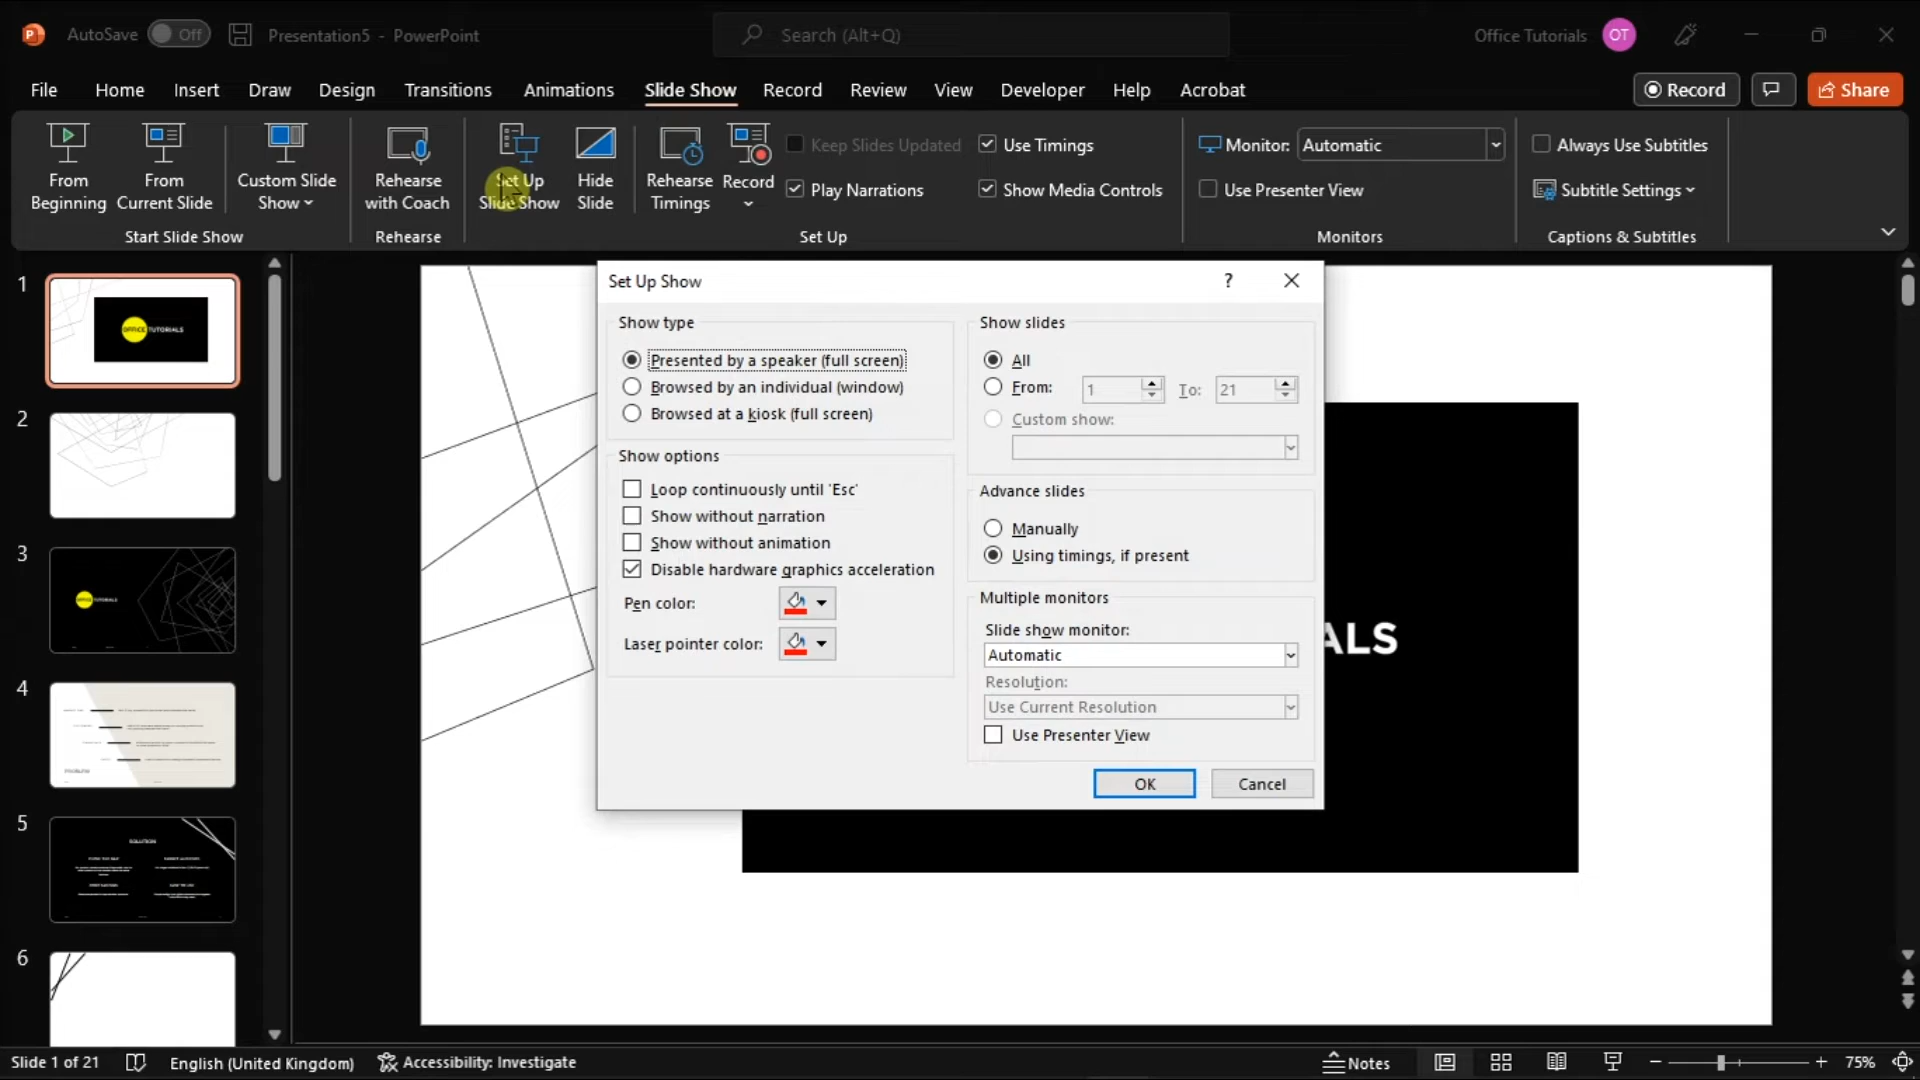 AutoSave Off Presentation5 - PowerPoint
Search (Alt+Q)
Office Tutorials OT
File Home Insert Draw Design Transitions Animations Slide Show Record Review View Developer Help Acrobat
Record Share
From Beginning
From Current Slide
Custom Slide Show
Start Slide Show
Rehearse with Coach
Rehearse
Set Up Slide Show
Hide Slide
Rehearse Timings
Record
Keep Slides Updated
Play Narrations
Use Timings
Show Media Controls
Set Up
Monitor: Automatic
Use Presenter View
Monitors
Always Use Subtitles
Subtitle Settings
Captions & Subtitles
1
OFFICE TUTORIALS
2
3
OFFICE TUTORIALS
4
5
SOLUTION
6
Set Up Show ?
Show type
Presented by a speaker (full screen)
Browsed by an individual (window)
Browsed at a kiosk (full screen)
Show options
Loop continuously until 'Esc'
Show without narration
Show without animation
Disable hardware graphics acceleration
Pen color:
Laser pointer color:
Show slides
All
From: 1 To: 21
Custom show:
Advance slides
Manually
Using timings, if present
Multiple monitors
Slide show monitor:
Automatic
Resolution:
Use Current Resolution
Use Presenter View
OK Cancel
ALS
Slide 1 of 21 English (United Kingdom) Accessibility: Investigate
Notes 75%